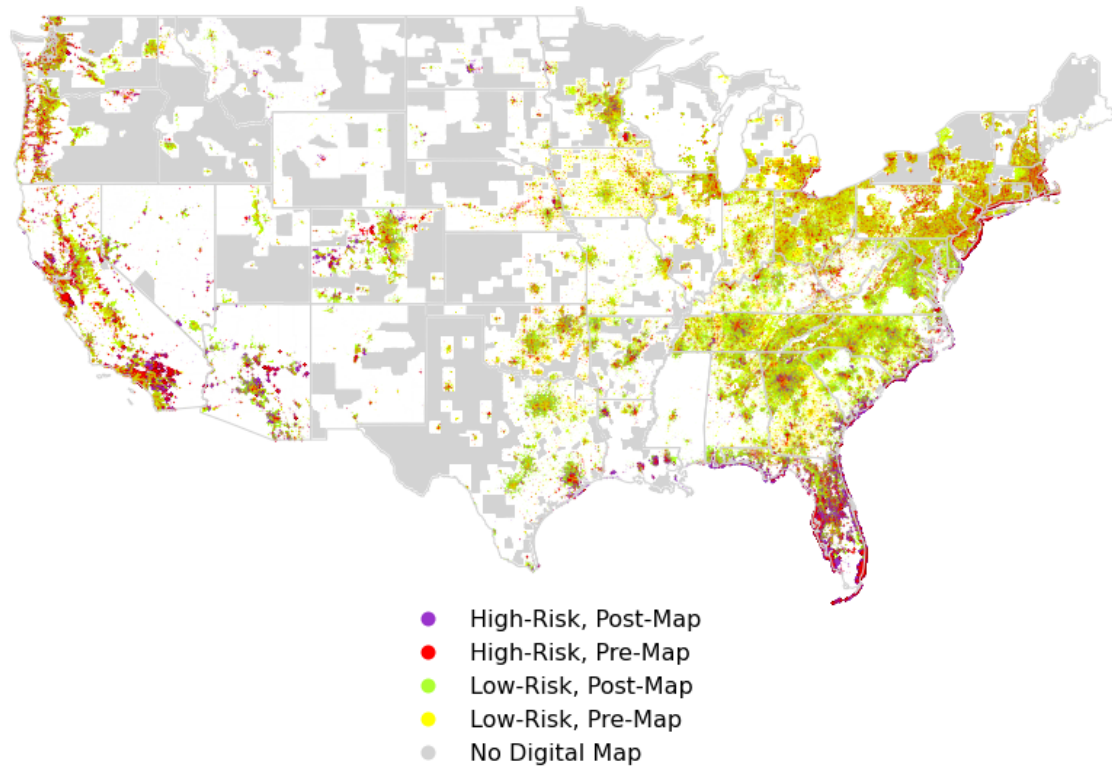 High-Risk, Post-Map
High-Risk, Pre-Map
Low-Risk, Post-Map
Low-Risk, Pre-Map
No Digital Map